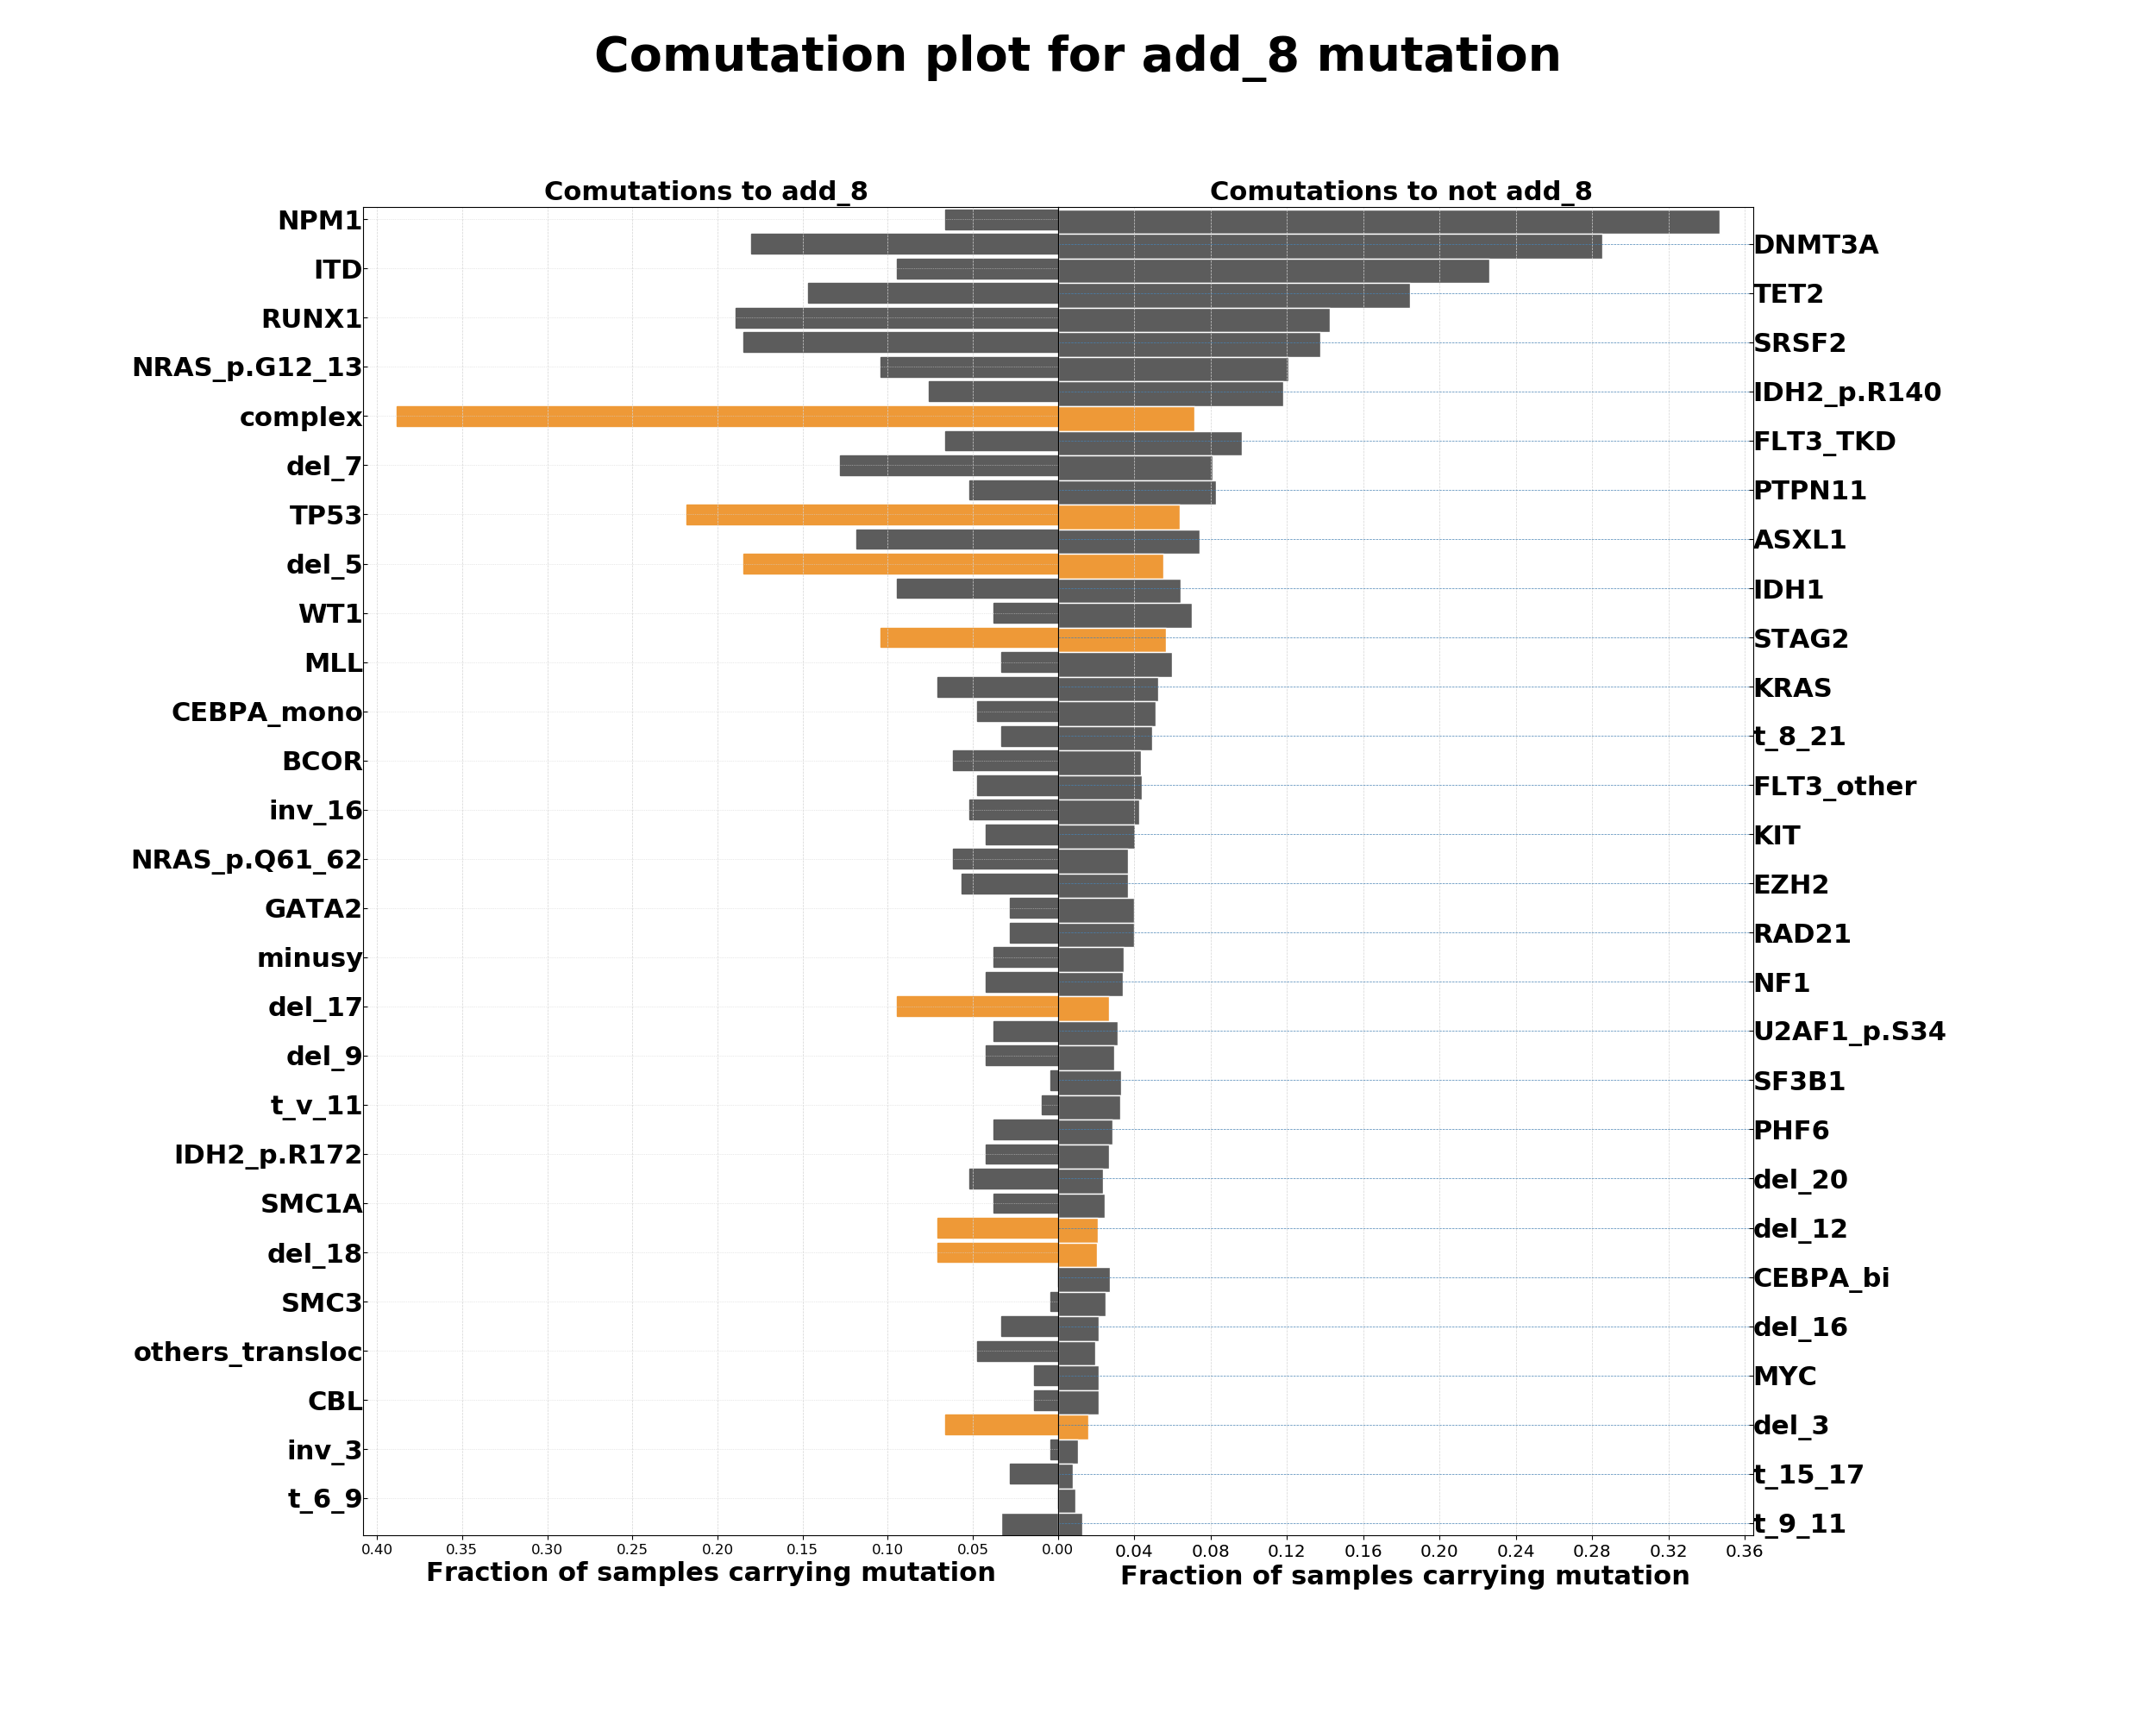 Comutation plot for add_8 mutation
Comutations to add_8
Comutations to not add_8
NPM1
DNMT3A
ITD
TET2
RUNX1
SRSF2
NRAS_p.G12_13
IDH2_p.R140
complex
FLT3_TKD
del_7
PTPN11
TP53
ASXL1
del_5
IDH1
WT1
STAG2
MLL
KRAS
CEBPA_mono
t_8_21
BCOR
FLT3_other
inv_16
KIT
NRAS_p.Q61_62
EZH2
GATA2
RAD21
minusy
NF1
del_17
U2AF1_p.S34
del_9
SF3B1
t_v_11
PHF6
IDH2_p.R172
del_20
SMC1A
del_12
del_18
CEBPA_bi
SMC3
del_16
others_transloc
MYC
CBL
del_3
inv_3
t_15_17
t_6_9
t_9_11
0.40 0.35 0.30 0.25 0.20 0.15 0.10 0.05 0.00 0.04 0.08 0.12 0.16 0.20 0.24 0.28 0.32 0.36
Fraction of samples carrying mutation
Fraction of samples carrying mutation